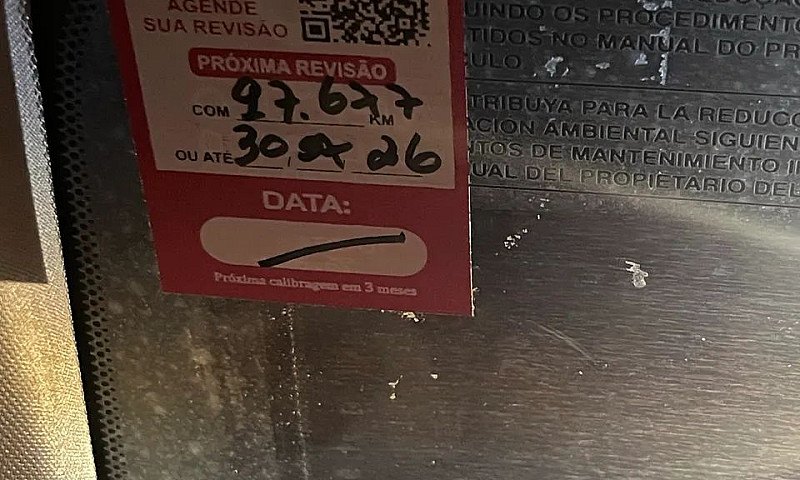 AGENDE
SUA REVISÃO
PRÓXIMA REVISÃO
COM 97.677 KM
OU ATÉ 30 26
DATA:
Próxima calibragem em 3 meses
UINDO OS PROCEDIMENTO
TIDOS NO MANUAL DO PR
ULO
TRIBUYA PARA LA REDUCC
ACIÓN AMBIENTAL SIGUIEN
NTOS DE MANTENIMIENTO I
UAL DEL PROPIETARIO DEL